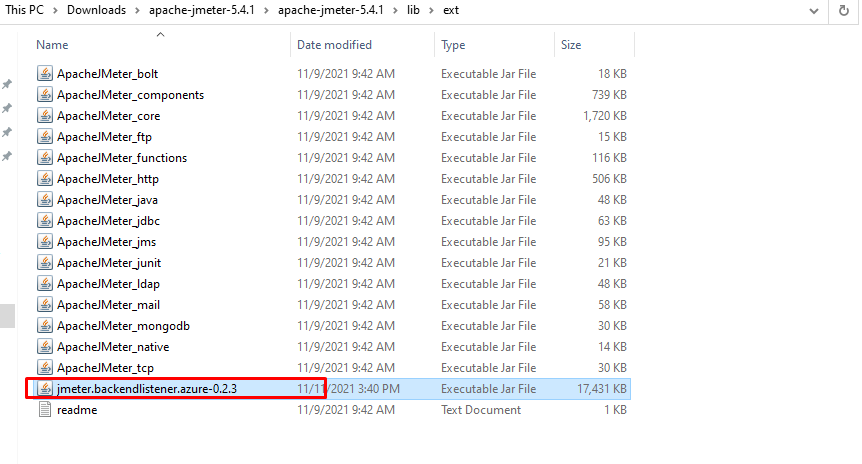 This PC > Downloads > apache-jmeter-5.4.1 > apache-jmeter-5.4.1 > lib > ext
Name Date modified Type Size
ApacheJMeter_bolt 11/9/2021 9:42 AM Executable Jar File 18 KB
ApacheJMeter_components 11/9/2021 9:42 AM Executable Jar File 739 KB
ApacheJMeter_core 11/9/2021 9:42 AM Executable Jar File 1,720 KB
ApacheJMeter_ftp 11/9/2021 9:42 AM Executable Jar File 15 KB
ApacheJMeter_functions 11/9/2021 9:42 AM Executable Jar File 116 KB
ApacheJMeter_http 11/9/2021 9:42 AM Executable Jar File 506 KB
ApacheJMeter_java 11/9/2021 9:42 AM Executable Jar File 48 KB
ApacheJMeter_jdbc 11/9/2021 9:42 AM Executable Jar File 63 KB
ApacheJMeter_jms 11/9/2021 9:42 AM Executable Jar File 95 KB
ApacheJMeter_junit 11/9/2021 9:42 AM Executable Jar File 21 KB
ApacheJMeter_ldap 11/9/2021 9:42 AM Executable Jar File 48 KB
ApacheJMeter_mail 11/9/2021 9:42 AM Executable Jar File 58 KB
ApacheJMeter_mongodb 11/9/2021 9:42 AM Executable Jar File 30 KB
ApacheJMeter_native 11/9/2021 9:42 AM Executable Jar File 14 KB
ApacheJMeter_tcp 11/9/2021 9:42 AM Executable Jar File 30 KB
jmeter.backendlistener.azure-0.2.3 11/11/2021 3:40 PM Executable Jar File 17,431 KB
readme 11/9/2021 9:42 AM Text Document 1 KB